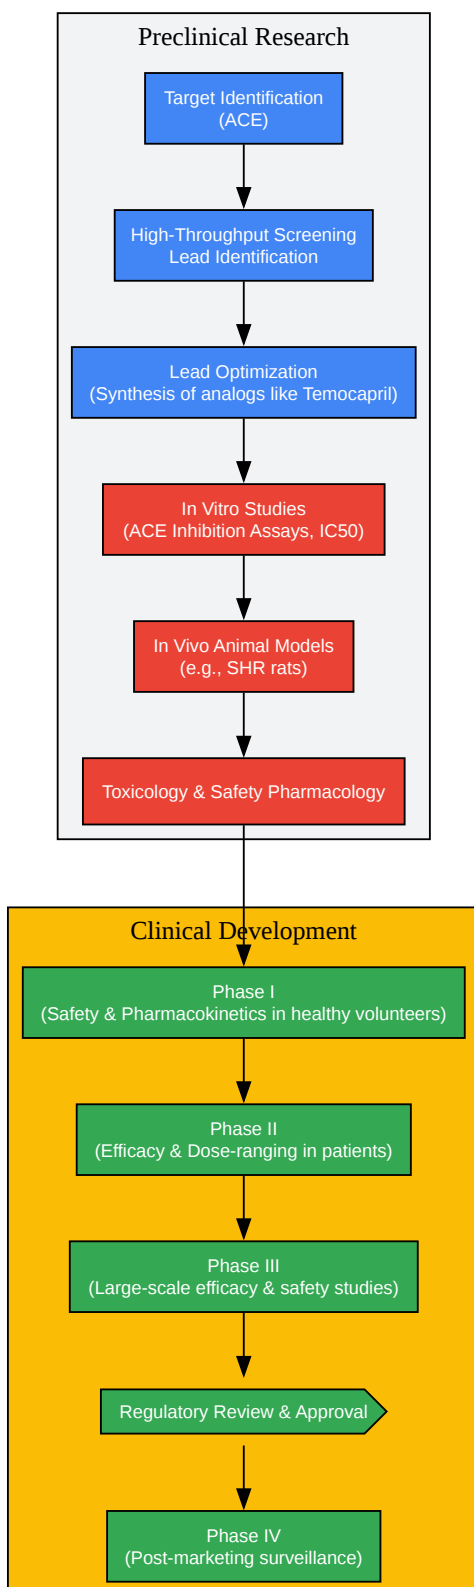 Preclinical Research
Target Identification
(ACE)
High-Throughput Screening
Lead Identification
Lead Optimization
(Synthesis of analogs like Temocapril)
In Vitro Studies
(ACE Inhibition Assays, IC50)
In Vivo Animal Models
(e.g., SHR rats)
Toxicology & Safety Pharmacology
Clinical Development
Phase I
(Safety & Pharmacokinetics in healthy volunteers)
Phase II
(Efficacy & Dose-ranging in patients)
Phase III
(Large-scale efficacy & safety studies)
Regulatory Review & Approval
Phase IV
(Post-marketing surveillance)